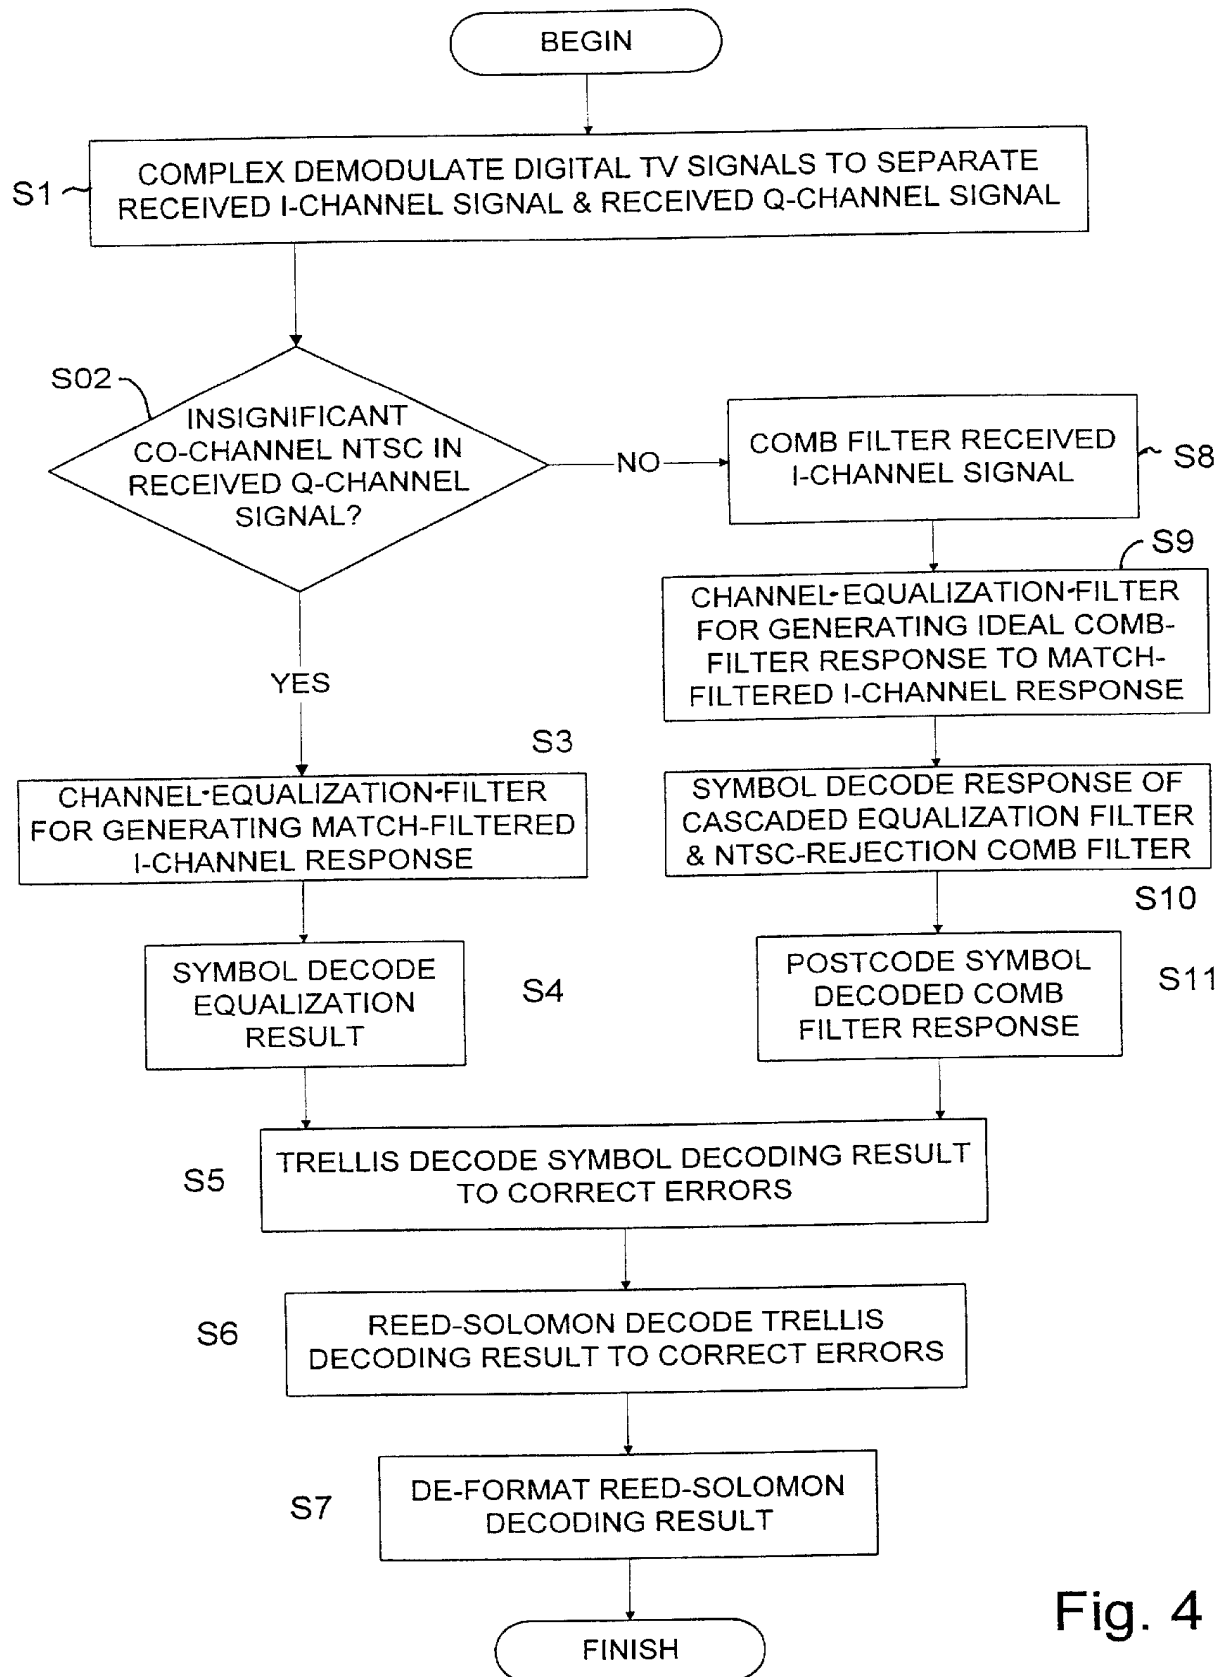 BEGIN
S1
COMPLEX DEMODULATE DIGITAL TV SIGNALS TO SEPARATE
RECEIVED I-CHANNEL SIGNAL & RECEIVED Q-CHANNEL SIGNAL
S02
INSIGNIFICANT
CO-CHANNEL NTSC IN
RECEIVED Q-CHANNEL
SIGNAL?
NO
COMB FILTER RECEIVED
I-CHANNEL SIGNAL
S8
S9
CHANNEL-EQUALIZATION-FILTER
FOR GENERATING IDEAL COMB-
FILTER RESPONSE TO MATCH-
FILTERED I-CHANNEL RESPONSE
YES
S3
CHANNEL-EQUALIZATION-FILTER
FOR GENERATING MATCH-FILTERED
I-CHANNEL RESPONSE
SYMBOL DECODE RESPONSE OF
CASCADED EQUALIZATION FILTER
& NTSC-REJECTION COMB FILTER
S10
SYMBOL DECODE
EQUALIZATION
RESULT
S4
POSTCODE SYMBOL
DECODED COMB
FILTER RESPONSE
S11
S5
TRELLIS DECODE SYMBOL DECODING RESULT
TO CORRECT ERRORS
S6
REED-SOLOMON DECODE TRELLIS
DECODING RESULT TO CORRECT ERRORS
S7
DE-FORMAT REED-SOLOMON
DECODING RESULT
FINISH
Fig. 4